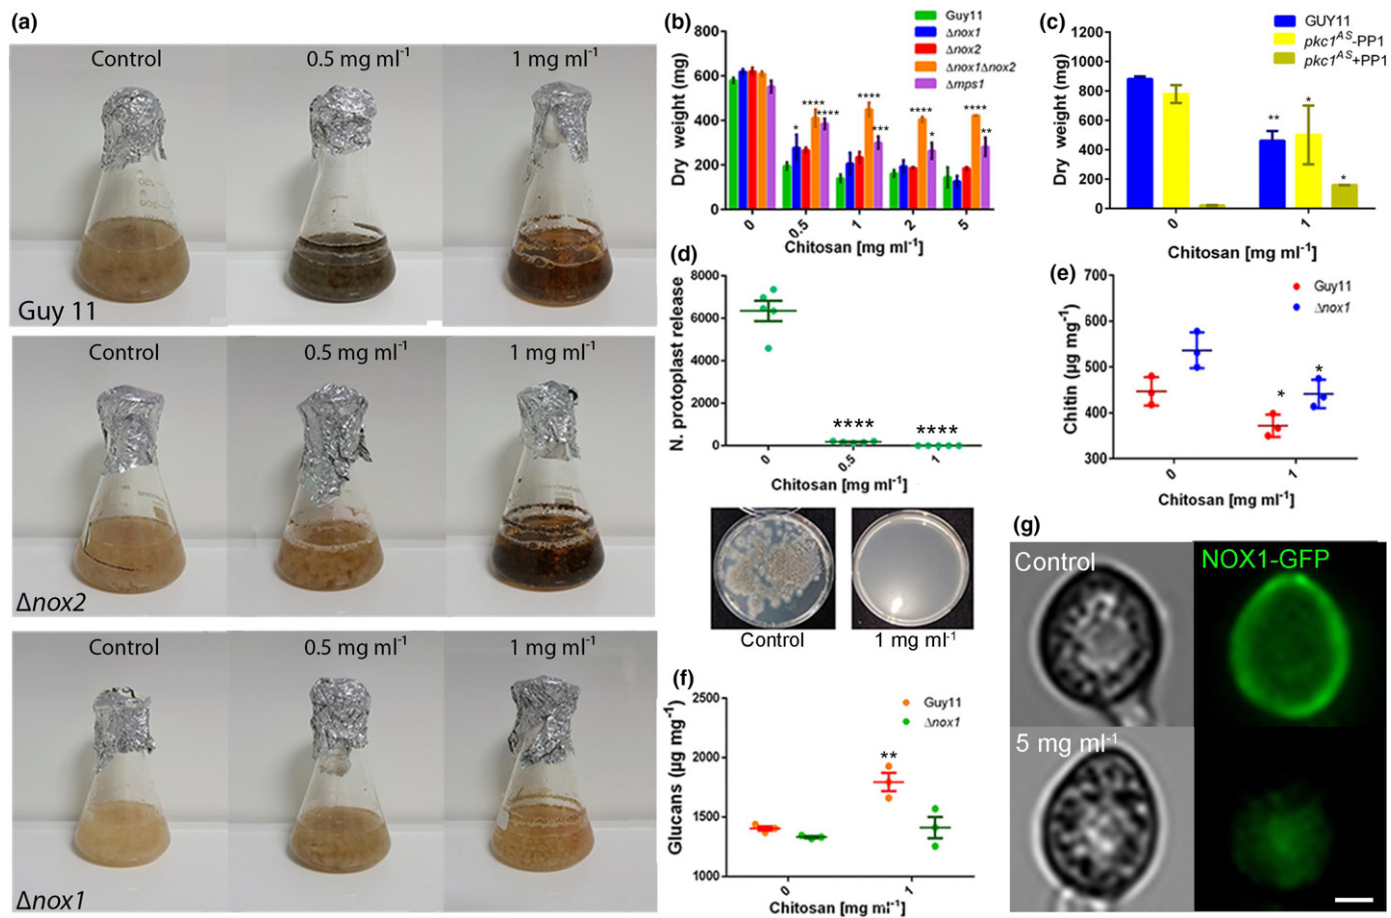 (a)
Control
0.5 mg ml⁻¹
1 mg ml⁻¹
Guy 11
Control
0.5 mg ml⁻¹
1 mg ml⁻¹
Δnox2
Control
0.5 mg ml⁻¹
1 mg ml⁻¹
Δnox1
(b)
Guy11
Δnox1
Δnox2
Δnox1Δnox2
Δmps1
Dry weight (mg)
800
600
400
200
0
* **** ****
**** ***
**** *
**** **
0 0.5 1 2 5
Chitosan [mg ml⁻¹]
(c)
GUY11
pkc1ᴬˢ-PP1
pkc1ᴬˢ+PP1
Dry weight (mg)
1200
1000
800
600
400
200
0
** * *
0 1
Chitosan [mg ml⁻¹]
(d)
N. protoplast release
8000
6000
4000
2000
0
**** ****
0 0.5 1
Chitosan [mg ml⁻¹]
Control
1 mg ml⁻¹
(e)
Guy11
Δnox1
Chitin (µg mg⁻¹)
700
600
500
400
300
* *
0 1
Chitosan [mg ml⁻¹]
(f)
Guy11
Δnox1
Glucans (µg mg⁻¹)
2500
2000
1500
1000
**
0 1
Chitosan [mg ml⁻¹]
(g)
Control
NOX1-GFP
5 mg ml⁻¹